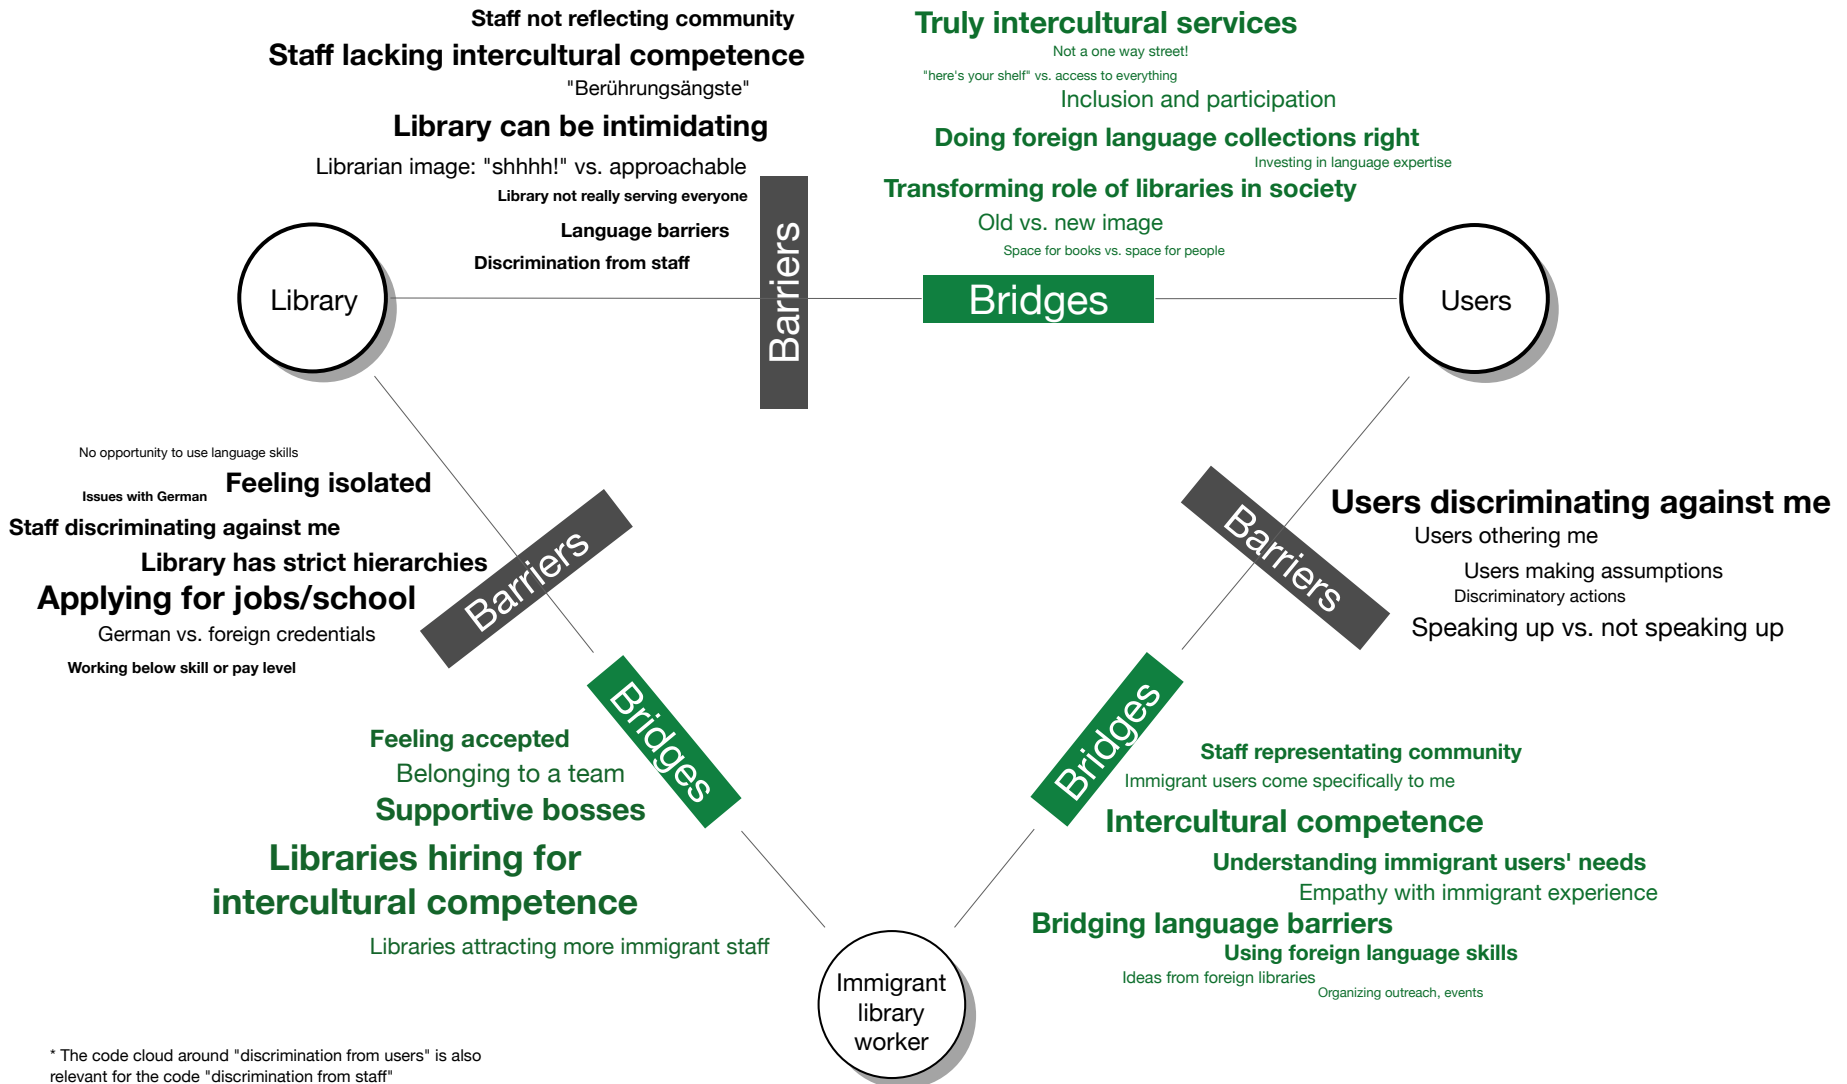 Staff not reflecting community
Staff lacking intercultural competence
"Berührungsängste"
Library can be intimidating
Librarian image: "shhhh!" vs. approachable
Library not really serving everyone
Language barriers
Discrimination from staff
Truly intercultural services
Not a one way street!
"here's your shelf" vs. access to everything
Inclusion and participation
Doing foreign language collections right
Investing in language expertise
Transforming role of libraries in society
Old vs. new image
Space for books vs. space for people
Library
Barriers
Bridges
Users
No opportunity to use language skills
Feeling isolated
Issues with German
Staff discriminating against me
Library has strict hierarchies
Applying for jobs/school
German vs. foreign credentials
Working below skill or pay level
Barriers
Barriers
Users discriminating against me
Users othering me
Users making assumptions
Discriminatory actions
Speaking up vs. not speaking up
Bridges
Feeling accepted
Belonging to a team
Supportive bosses
Libraries hiring for
intercultural competence
Libraries attracting more immigrant staff
Bridges
Staff representating community
Immigrant users come specifically to me
Intercultural competence
Understanding immigrant users' needs
Empathy with immigrant experience
Bridging language barriers
Using foreign language skills
Ideas from foreign libraries
Organizing outreach, events
Immigrant
library
worker
* The code cloud around "discrimination from users" is also
relevant for the code "discrimination from staff"